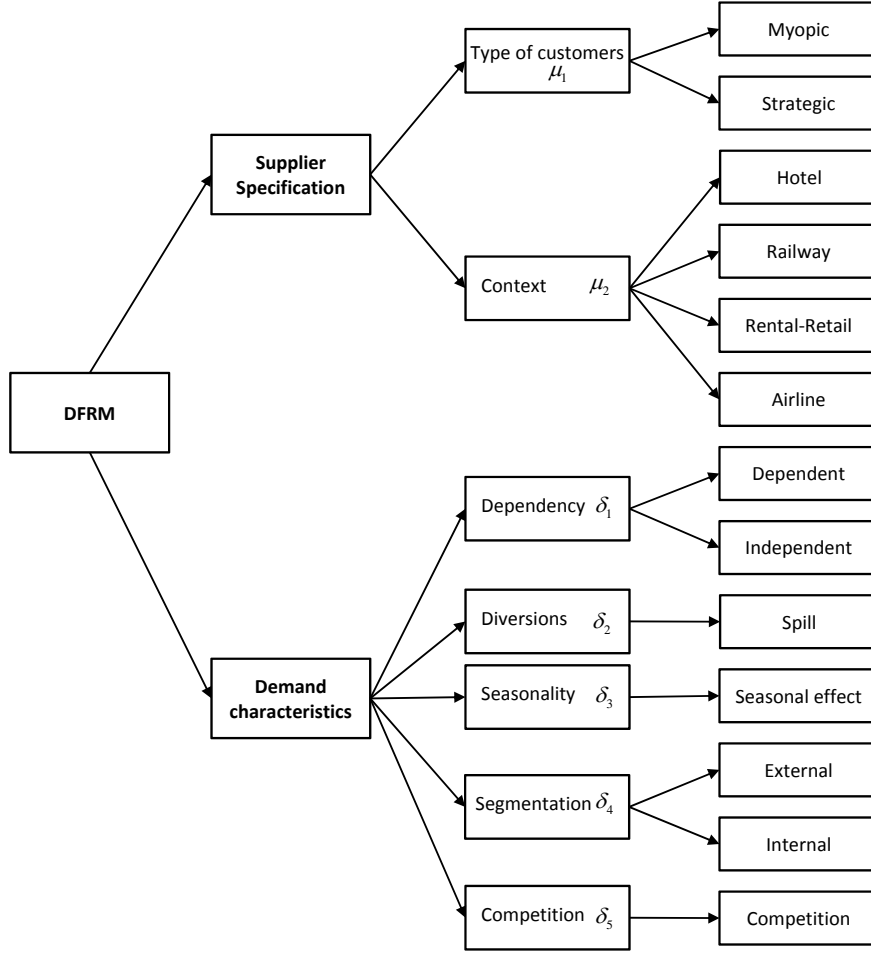 DFRM
Supplier
Specification
Demand
characteristics
Type of customers
μ₁
Context μ₂
Dependency δ₁
Diversions δ₂
Seasonality δ₃
Segmentation δ₄
Competition δ₅
Myopic
Strategic
Hotel
Railway
Rental-Retail
Airline
Dependent
Independent
Spill
Seasonal effect
External
Internal
Competition